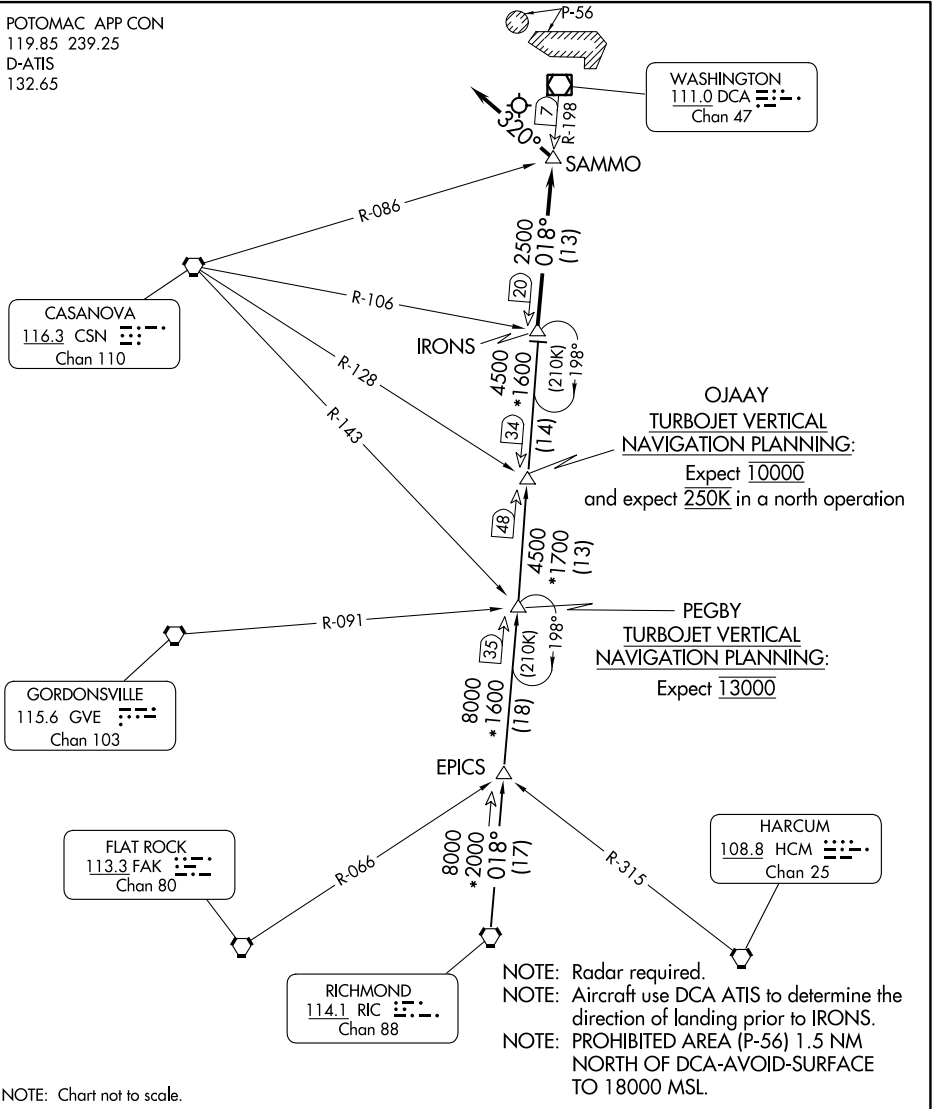 POTOMAC APP CON
119.85 239.25
D-ATIS
132.65
P-56
WASHINGTON
111.0 DCA
Chan 47
320°
7
R-198
SAMMO
R-086
2500
018°
(13)
CASANOVA
116.3 CSN
Chan 110
R-106
20
IRONS
R-128
4500
*1600
(14)
(210K)
198°
R-143
34
OJAAY
TURBOJET VERTICAL
NAVIGATION PLANNING:
Expect 10000
and expect 250K in a north operation
48
4500
*1700
(13)
GORDONSVILLE
115.6 GVE
Chan 103
R-091
PEGBY
TURBOJET VERTICAL
NAVIGATION PLANNING:
Expect 13000
35
(210K)
198°
8000
*1600
(18)
EPICS
FLAT ROCK
113.3 FAK
Chan 80
R-066
8000
*2000
018°
(17)
R-315
HARCUM
108.8 HCM
Chan 25
RICHMOND
114.1 RIC
Chan 88
NOTE: Radar required.
NOTE: Aircraft use DCA ATIS to determine the
direction of landing prior to IRONS.
NOTE: PROHIBITED AREA (P-56) 1.5 NM
NORTH OF DCA-AVOID-SURFACE
TO 18000 MSL.
NOTE: Chart not to scale.